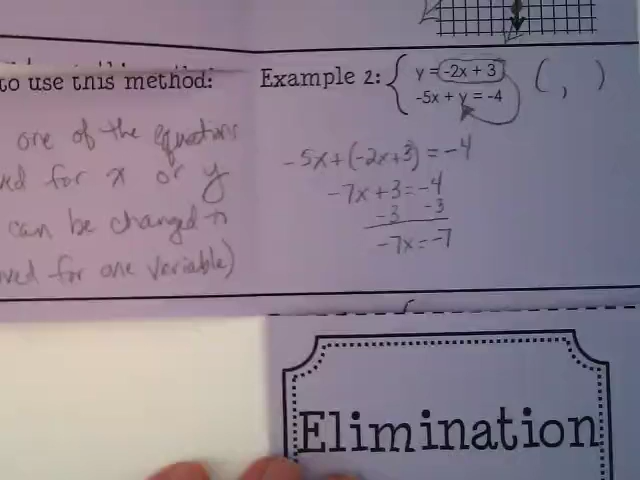 to use this method:
one of the equations
for x or y
can be changed to
for one variable)
Example 2: { y = -2x + 3
-5x + y = -4
( , )
-5x+(-2x+3) = -4
-7x+3=-4
-3 -3
-7x=-7
Elimination